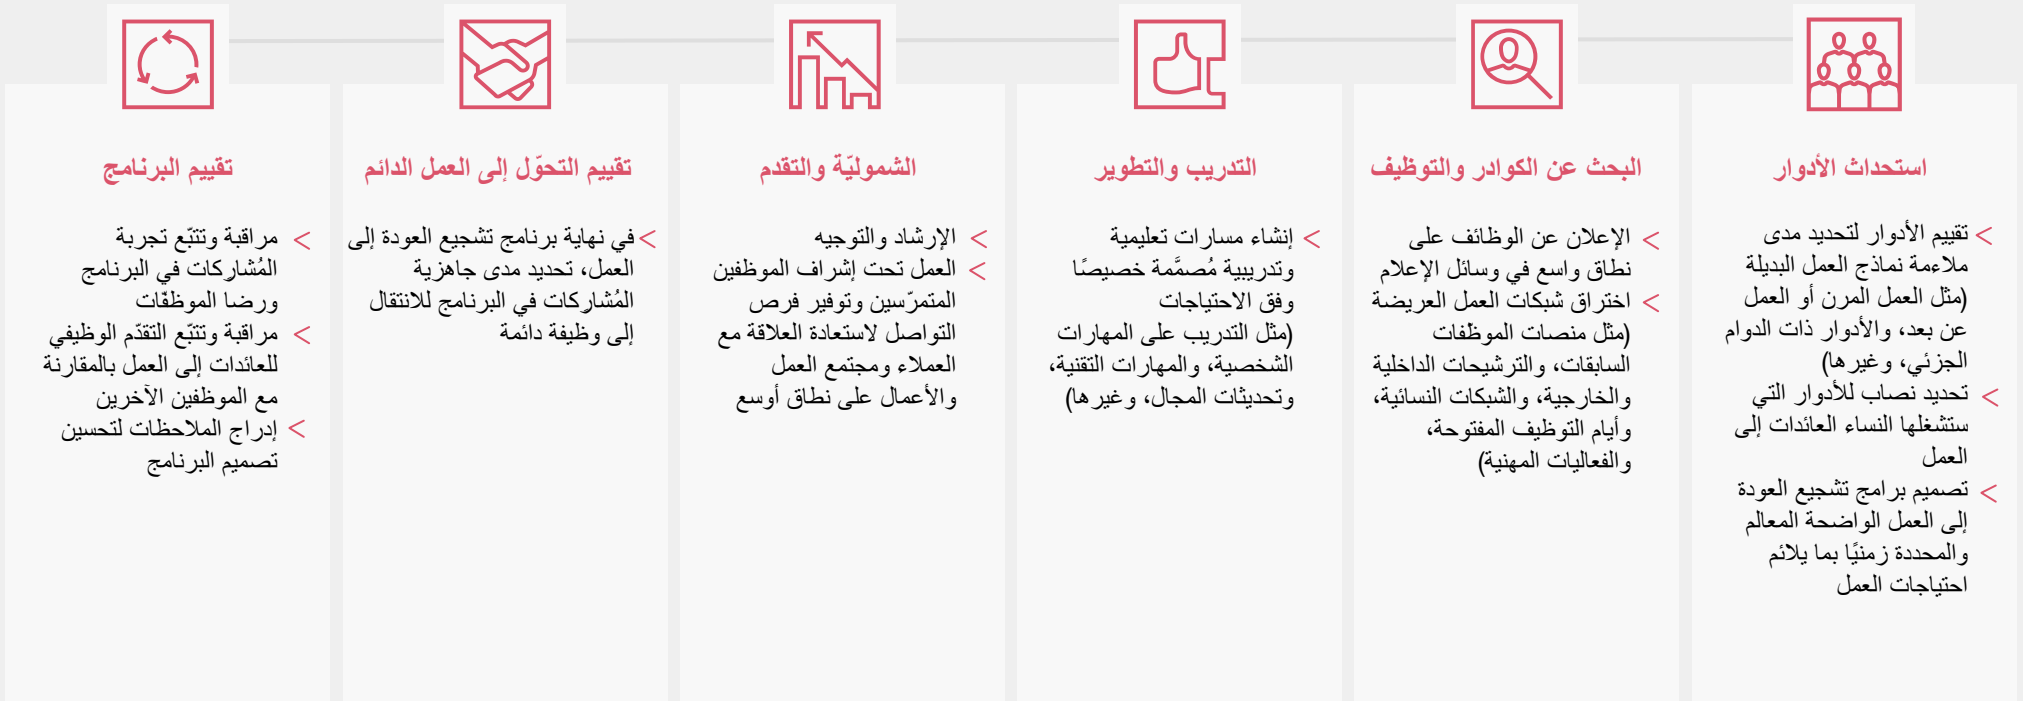 استحداث الأدوار
> تقييم الأدوار لتحديد مدى
ملاءمة نماذج العمل البديلة
(مثل العمل المرن أو العمل
عن بعد، والأدوار ذات الدوام
الجزئي، وغيرها)
> تحديد نصاب للأدوار التي
ستشغلها النساء العائدات إلى
العمل
> تصميم برامج تشجيع العودة
إلى العمل الواضحة المعالم
والمحددة زمنيًا بما يلائم
احتياجات العمل
البحث عن الكوادر والتوظيف
> الإعلان عن الوظائف على
نطاق واسع في وسائل الإعلام
> اختراق شبكات العمل العريضة
(مثل منصات الموظفات
السابقات، والترشيحات الداخلية
والخارجية، والشبكات النسائية،
وأيام التوظيف المفتوحة،
والفعاليات المهنية)
التدريب والتطوير
> إنشاء مسارات تعليمية
وتدريبية مُصمَّمة خصيصًا
وفق الاحتياجات
(مثل التدريب على المهارات
الشخصية، والمهارات التقنية،
وتحديثات المجال، وغيرها)
الشموليّة والتقدم
> الإرشاد والتوجيه
> العمل تحت إشراف الموظفين
المتمرّسين وتوفير فرص
التواصل لاستعادة العلاقة مع
العملاء ومجتمع العمل
والأعمال على نطاق أوسع
تقييم التحوّل إلى العمل الدائم
> في نهاية برنامج تشجيع العودة إلى
العمل، تحديد مدى جاهزية
المُشارِكات في البرنامج للانتقال
إلى وظيفة دائمة
تقييم البرنامج
> مراقبة وتتبّع تجربة
المُشارِكات في البرنامج
ورضا الموظفّات
> مراقبة وتتبّع التقدّم الوظيفي
للعائدات إلى العمل بالمقارنة
مع الموظفين الآخرين
> إدراج الملاحظات لتحسين
تصميم البرنامج